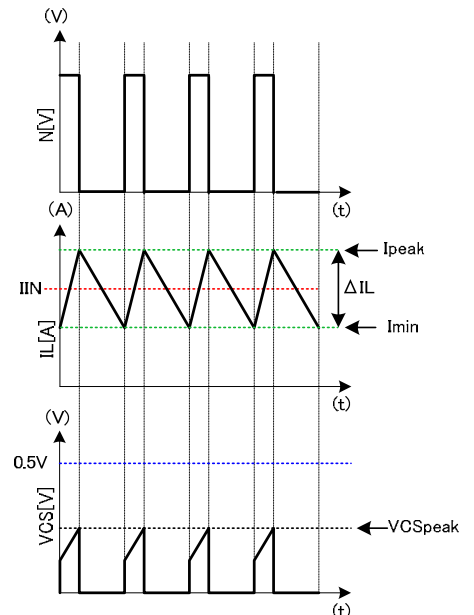 (V)
N[V]
(t)
(A)
Ipeak
IIN
ΔIL
IL[A]
Imin
(t)
(V)
0.5V
VCS[V]
VCSpeak
(t)